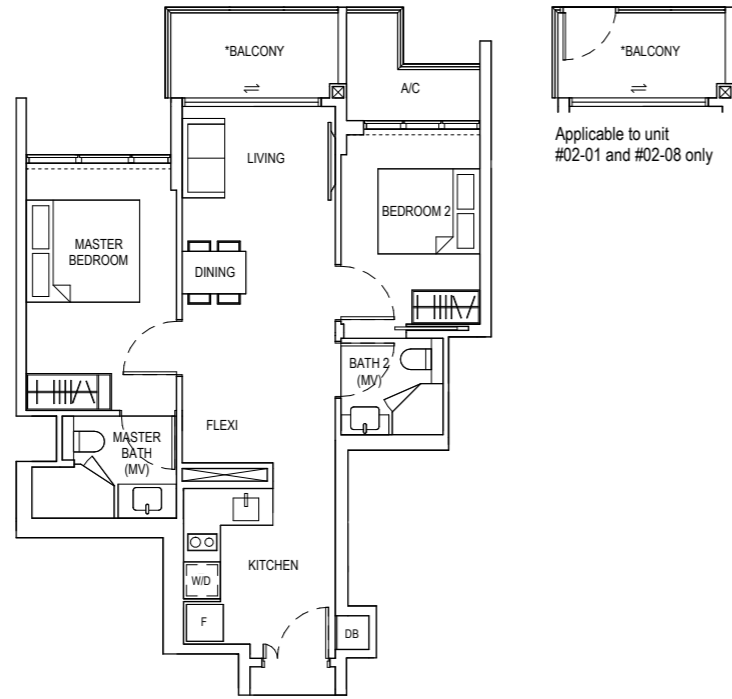 *BALCONY
A/C
*BALCONY
Applicable to unit
#02-01 and #02-08 only
LIVING
BEDROOM 2
MASTER
BEDROOM
DINING
BATH 2
(MV)
FLEXI
MASTER
BATH
(MV)
KITCHEN
W/D
F
DB